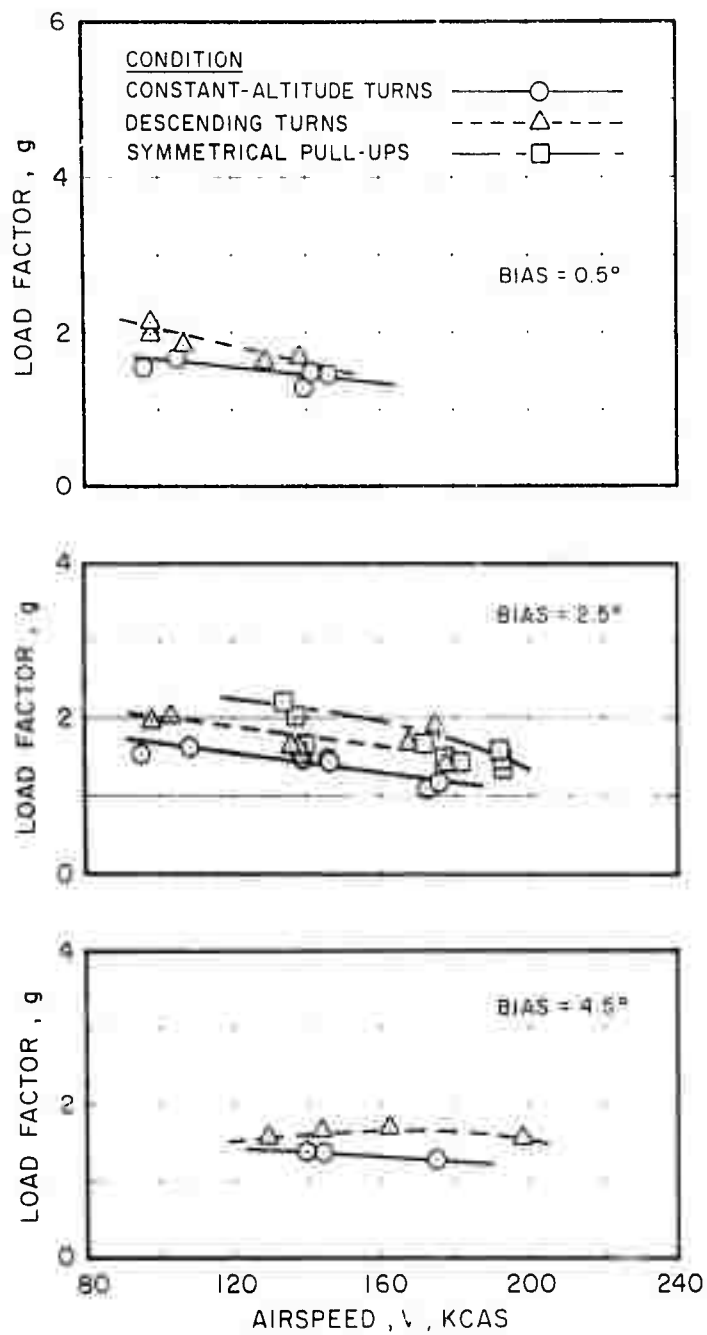 6
CONDITION
CONSTANT-ALTITUDE TURNS
DESCENDING TURNS
SYMMETRICAL PULL-UPS
4
LOAD FACTOR, g
BIAS = 0.5°
2
0
4
BIAS = 2.5°
LOAD FACTOR, g
2
0
4
BIAS = 4.5°
LOAD FACTOR, g
2
0
80 120 160 200 240
AIRSPEED, V, KCAS